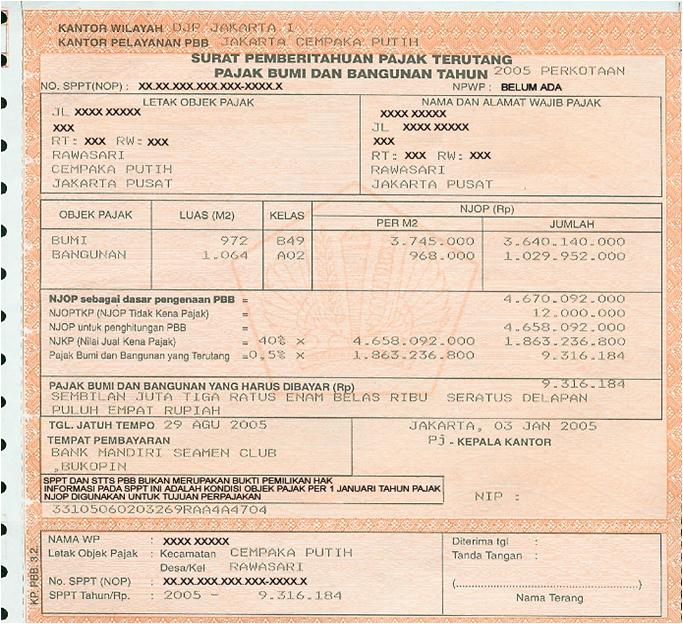 KANTOR WILAYAH DJP JAKARTA I
KANTOR PELAYANAN PBB JAKARTA CEMPAKA PUTIH
SURAT PEMBERITAHUAN PAJAK TERUTANG
PAJAK BUMI DAN BANGUNAN TAHUN 2005 PERKOTAAN
NO. SPPT(NOP) : XX.XX.XXX.XXX.XXX-XXXX.X NPWP : BELUM ADA
LETAK OBJEK PAJAK
JL XXXX XXXXX
XXX
RT: XXX RW: XXX
RAWASARI
CEMPAKA PUTIH
JAKARTA PUSAT
NAMA DAN ALAMAT WAJIB PAJAK
XXXX XXXXX
JL XXXX XXXXX
XXX
RT: XXX RW: XXX
RAWASARI
JAKARTA PUSAT
OBJEK PAJAK LUAS (M2) KELAS NJOP (Rp)
PER M2 JUMLAH
BUMI 972 B49 3.745.000 3.640.140.000
BANGUNAN 1.064 A02 968.000 1.029.952.000
NJOP sebagai dasar pengenaan PBB = 4.670.092.000
NJOPTKP (NJOP Tidak Kena Pajak) = 12.000.000
NJOP untuk penghitungan PBB = 4.658.092.000
NJKP (Nilai Jual Kena Pajak) = 40% x 4.658.092.000 1.863.236.800
Pajak Bumi dan Bangunan yang Terutang =0,5% x 1.863.236.800 9.316.184
PAJAK BUMI DAN BANGUNAN YANG HARUS DIBAYAR (Rp) 9.316.184
SEMBILAN JUTA TIGA RATUS ENAM BELAS RIBU SERATUS DELAPAN
PULUH EMPAT RUPIAH
TGL. JATUH TEMPO 29 AGU 2005
TEMPAT PEMBAYARAN
BANK MANDIRI SEAMEN CLUB
,BUKOPIN
JAKARTA, 03 JAN 2005
Pj - KEPALA KANTOR
NIP :
SPPT DAN STTS PBB BUKAN MERUPAKAN BUKTI PEMILIKAN HAK
INFORMASI PADA SPPT INI ADALAH KONDISI OBJEK PAJAK PER 1 JANUARI TAHUN PAJAK
NJOP DIGUNAKAN UNTUK TUJUAN PERPAJAKAN
33105060203269RAA4A4704
KP. PBB. 3.2.
NAMA WP : XXXX XXXXX
Letak Objek Pajak : Kecamatan CEMPAKA PUTIH
Desa/Kel RAWASARI
No. SPPT (NOP) : XX.XX.XXX.XXX.XXX-XXXX.X
SPPT Tahun/Rp. : 2005 - 9.316.184
Diterima tgl :
Tanda Tangan :
(.....................................)
Nama Terang